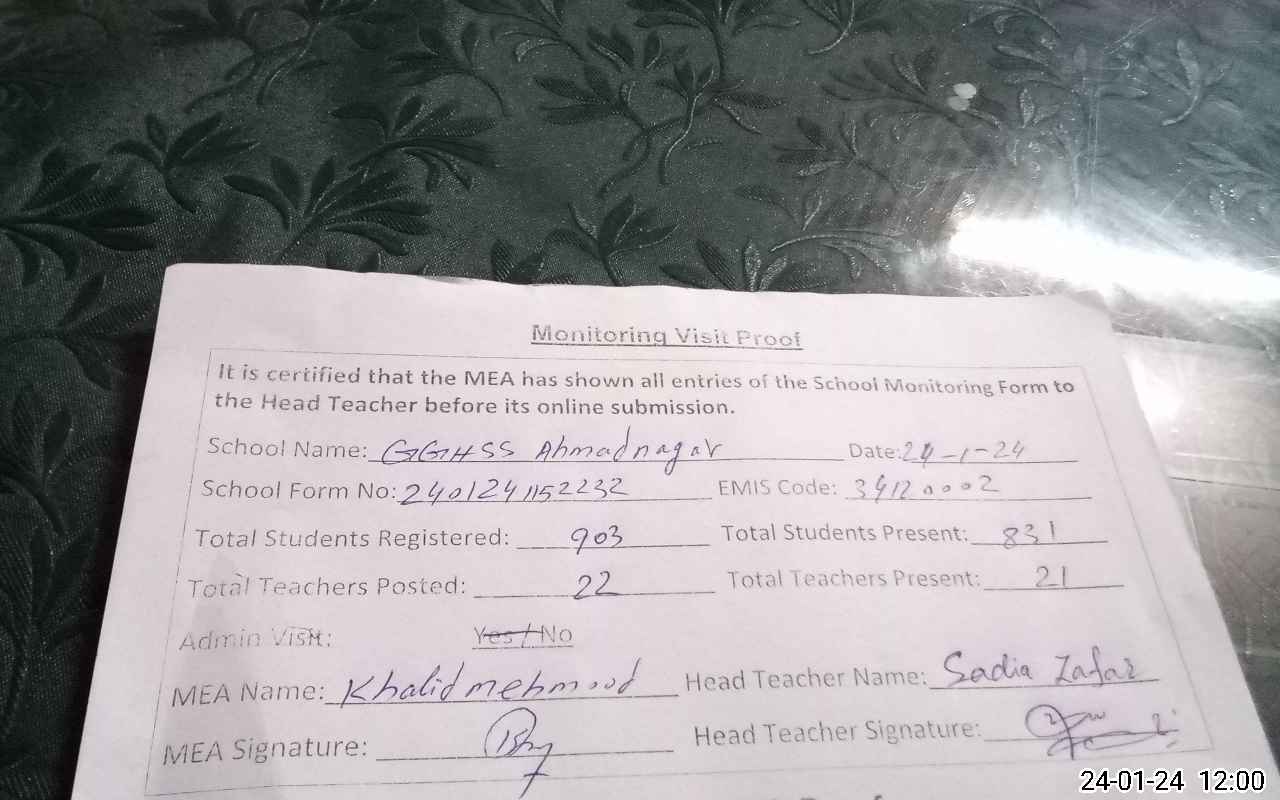 Monitoring Visit Proof
It is certified that the MEA has shown all entries of the School Monitoring Form to
the Head Teacher before its online submission.
School Name: GGHSS Ahmadnagar Date: 24-1-24
School Form No: 2401241152232 EMIS Code: 34120002
Total Students Registered: 903 Total Students Present: 831
Total Teachers Posted: 22 Total Teachers Present: 21
Admin Visit: Yes / No
MEA Name: Khalid mehmood Head Teacher Name: Sadia Zafar
MEA Signature: Head Teacher Signature:
24-01-24 12:00